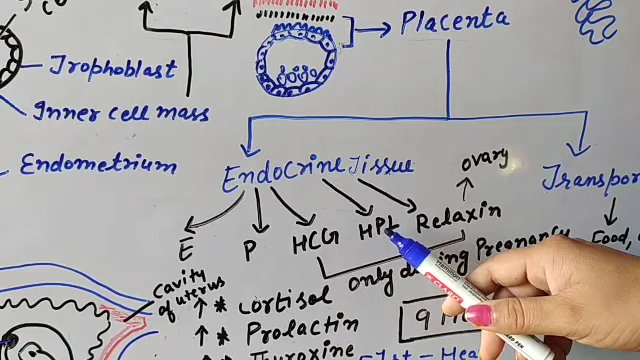 Placenta
Trophoblast
Inner cell mass
Endometrium
Endocrine Tissue
ovary
Transpor
E
P
HCG
HPL
Relaxin
only during Pregnancy
Food,
cavity
of uterus
↑ * Cortisol
↑ * Prolactin
↑ * Thyroxine